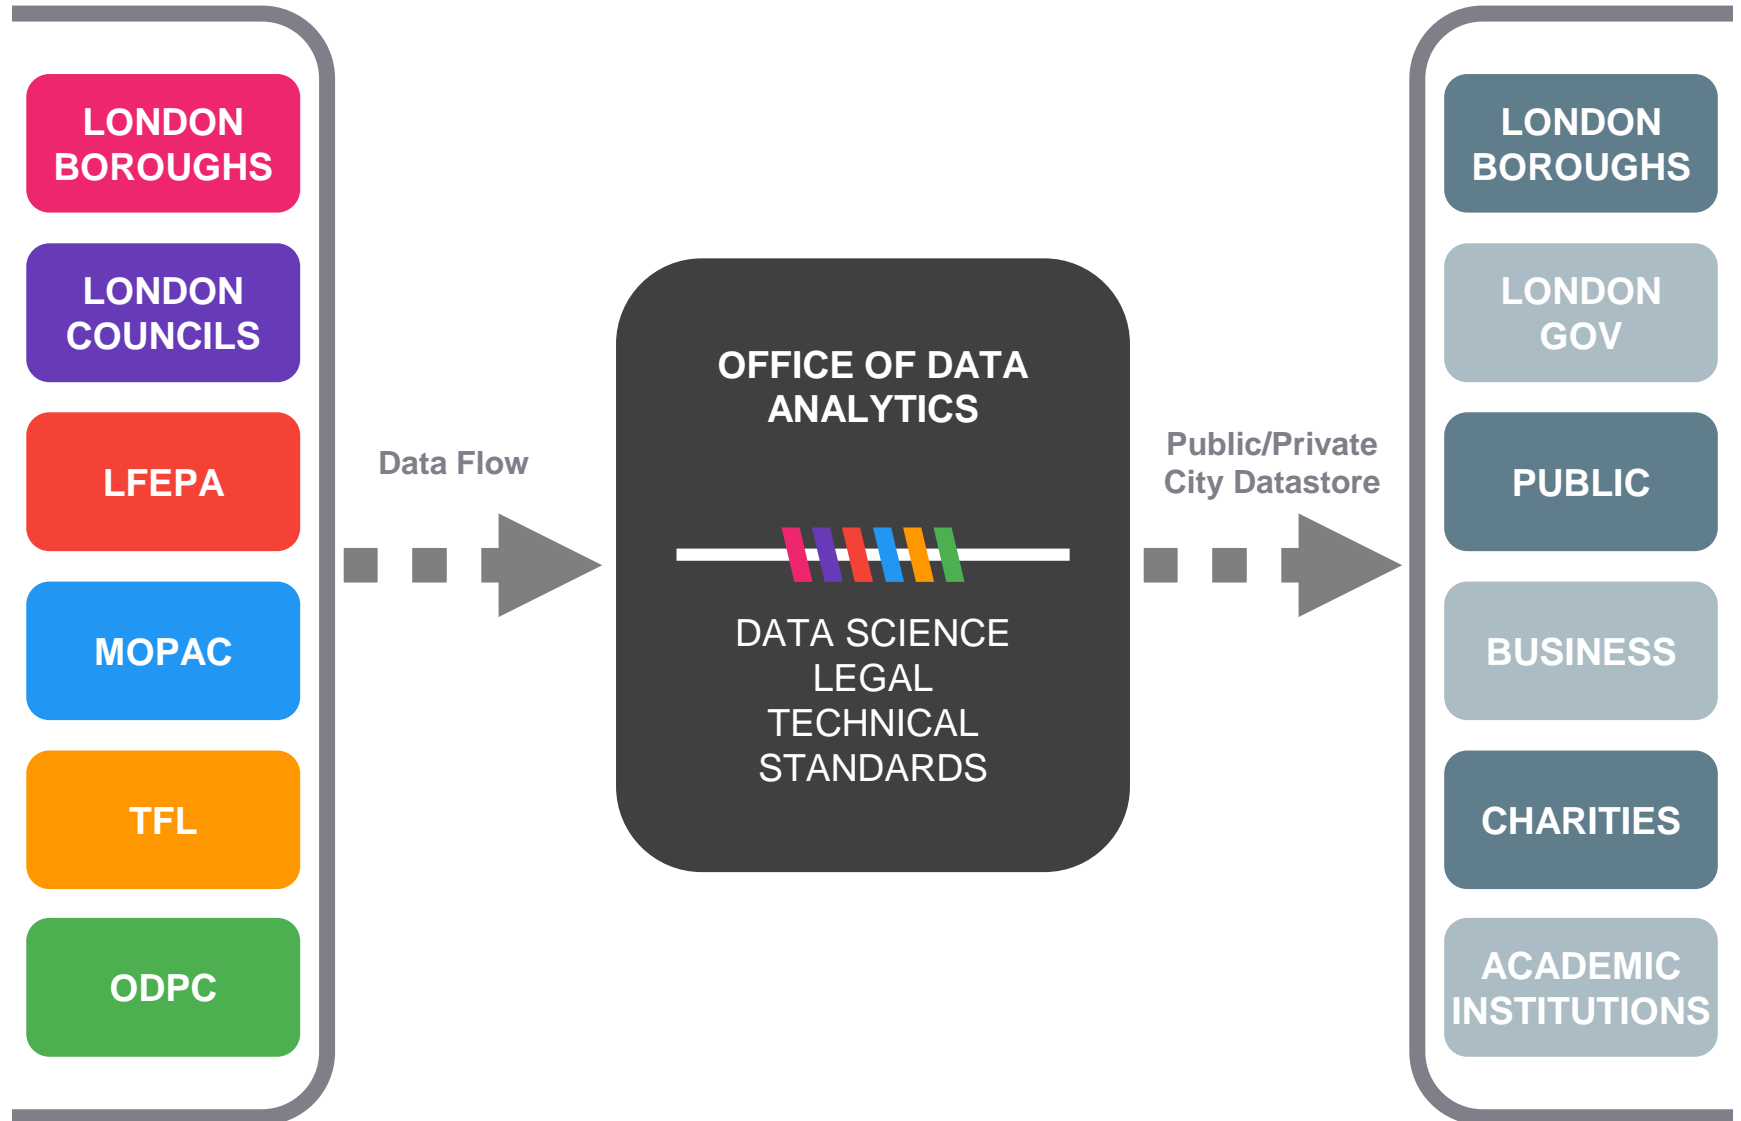 LONDON
BOROUGHS
LONDON
COUNCILS
LFEPA
MOPAC
TFL
ODPC
Data Flow
OFFICE OF DATA
ANALYTICS
DATA SCIENCE
LEGAL
TECHNICAL
STANDARDS
Public/Private
City Datastore
LONDON
BOROUGHS
LONDON
GOV
PUBLIC
BUSINESS
CHARITIES
ACADEMIC
INSTITUTIONS